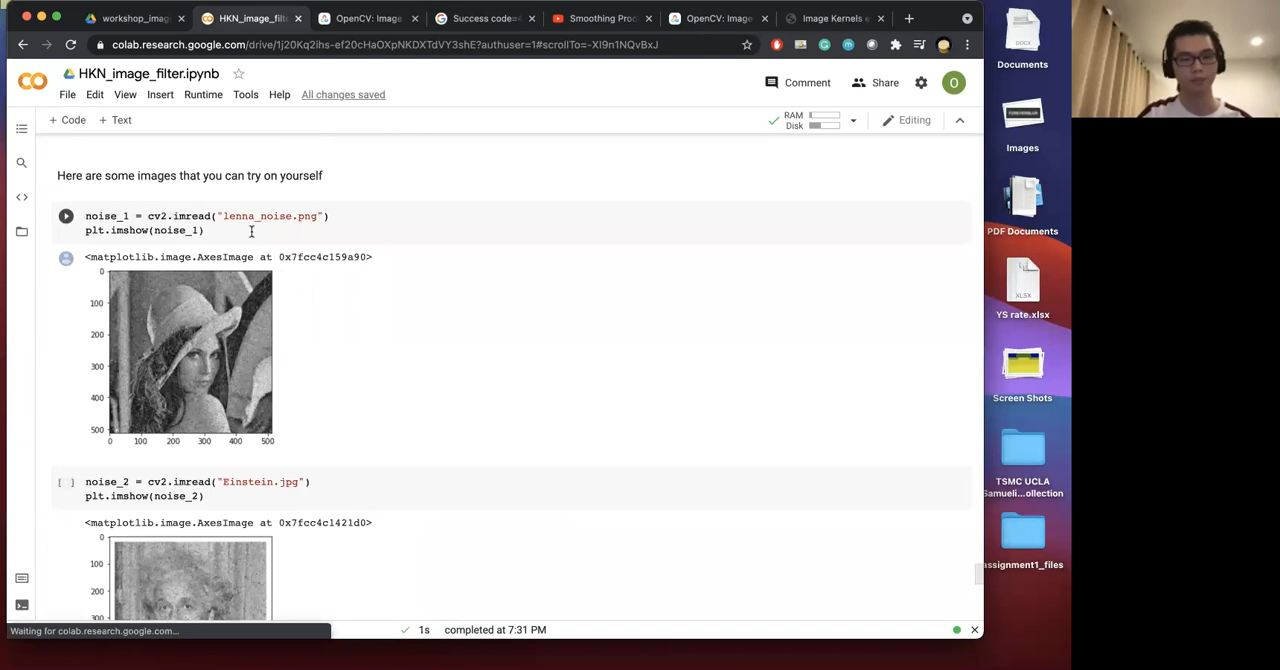 workshop_imag
HKN_image_filte
OpenCV: Image
Success code=
Smoothing Proc
OpenCV: Image
Image Kernels e
colab.research.google.com/drive/1j20Kq2ihs-ef20cHaOXpNKDXTdVY3shE?authuser=1#scrollTo=-XI9n1NQvBxJ
HKN_image_filter.ipynb
File Edit View Insert Runtime Tools Help All changes saved
Comment Share O
+ Code + Text
RAM
Disk
Editing
Here are some images that you can try on yourself
noise_1 = cv2.imread("lenna_noise.png")
plt.imshow(noise_1)
<matplotlib.image.AxesImage at 0x7fcc4c159a90>
0
100
200
300
400
500
0 100 200 300 400 500
[ ] noise_2 = cv2.imread("Einstein.jpg")
plt.imshow(noise_2)
<matplotlib.image.AxesImage at 0x7fcc4c1421d0>
0
100
200
300
Waiting for colab.research.google.com...
1s completed at 7:31 PM
DOCX
Documents
Images
PDF Documents
XLSX
YS rate.xlsx
Screen Shots
TSMC UCLA
Samueli...ollection
assignment1_files